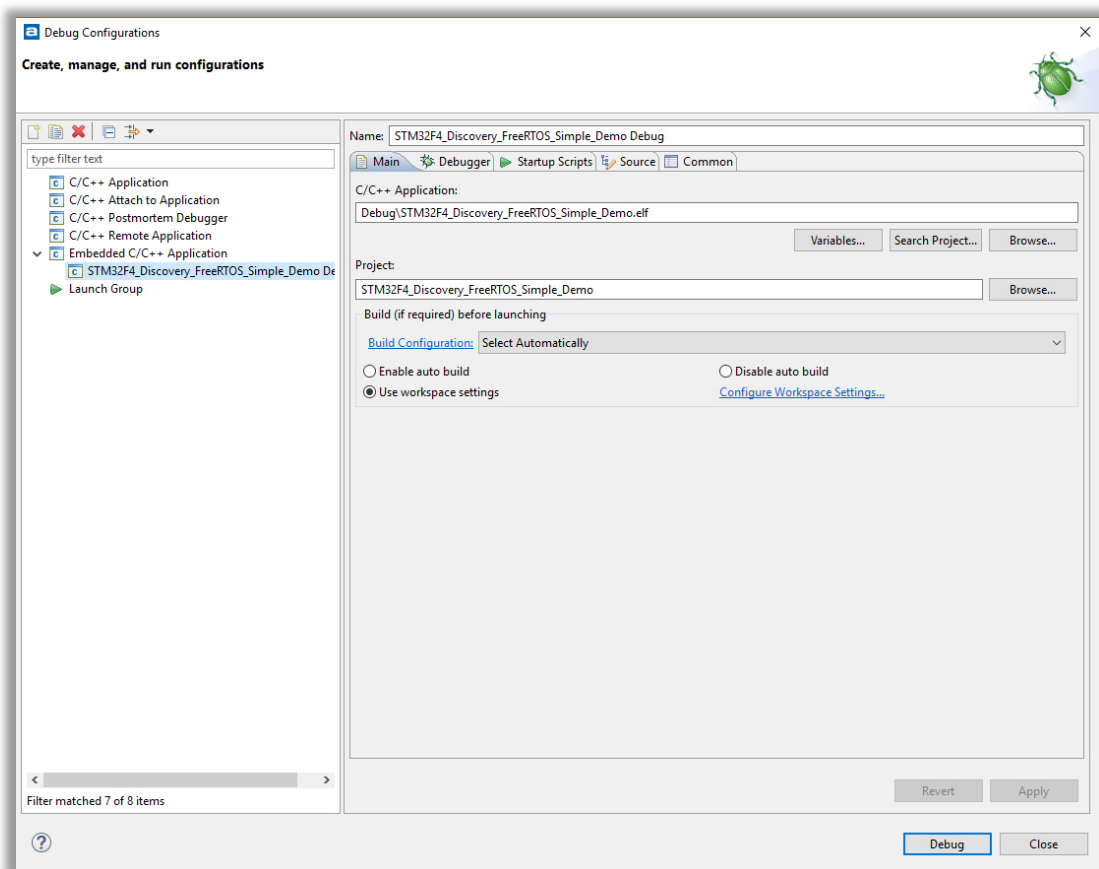 Debug Configurations
Create, manage, and run configurations
type filter text
C/C++ Application
C/C++ Attach to Application
C/C++ Postmortem Debugger
C/C++ Remote Application
Embedded C/C++ Application
STM32F4_Discovery_FreeRTOS_Simple_Demo De
Launch Group
Filter matched 7 of 8 items
Name: STM32F4_Discovery_FreeRTOS_Simple_Demo Debug
Main Debugger Startup Scripts Source Common
C/C++ Application:
Debug\STM32F4_Discovery_FreeRTOS_Simple_Demo.elf
Variables... Search Project... Browse...
Project:
STM32F4_Discovery_FreeRTOS_Simple_Demo Browse...
Build (if required) before launching
Build Configuration: Select Automatically
Enable auto build Disable auto build
Use workspace settings Configure Workspace Settings...
Revert Apply
Debug Close